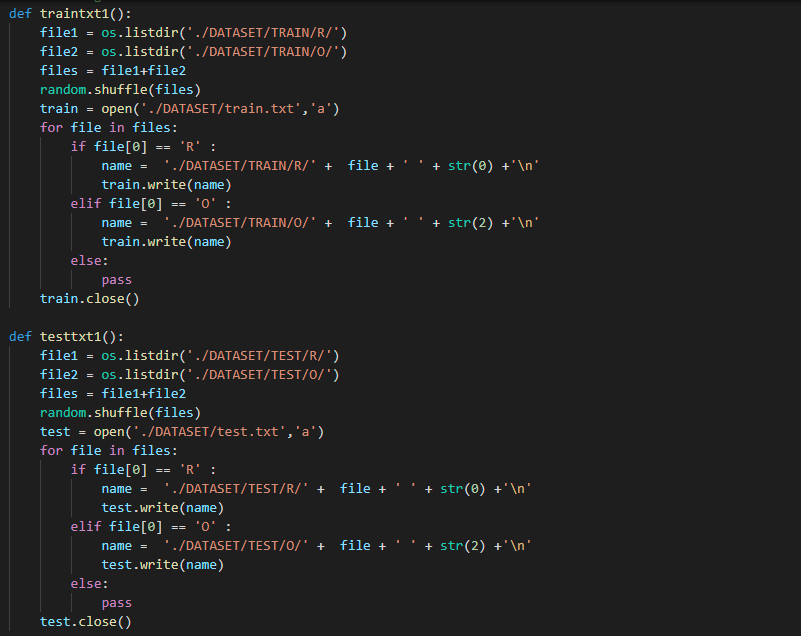 def traintxt1():
    file1 = os.listdir('./DATASET/TRAIN/R/')
    file2 = os.listdir('./DATASET/TRAIN/O/')
    files = file1+file2
    random.shuffle(files)
    train = open('./DATASET/train.txt','a')
    for file in files:
        if file[0] == 'R' :
            name =  './DATASET/TRAIN/R/' +  file + ' ' + str(0) +'\n'
            train.write(name)
        elif file[0] == 'O' :
            name =  './DATASET/TRAIN/O/' +  file + ' ' + str(2) +'\n'
            train.write(name)
        else:
            pass
    train.close()

def testtxt1():
    file1 = os.listdir('./DATASET/TEST/R/')
    file2 = os.listdir('./DATASET/TEST/O/')
    files = file1+file2
    random.shuffle(files)
    test = open('./DATASET/test.txt','a')
    for file in files:
        if file[0] == 'R' :
            name =  './DATASET/TEST/R/' +  file + ' ' + str(0) +'\n'
            test.write(name)
        elif file[0] == 'O' :
            name =  './DATASET/TEST/O/' +  file + ' ' + str(2) +'\n'
            test.write(name)
        else:
            pass
    test.close()